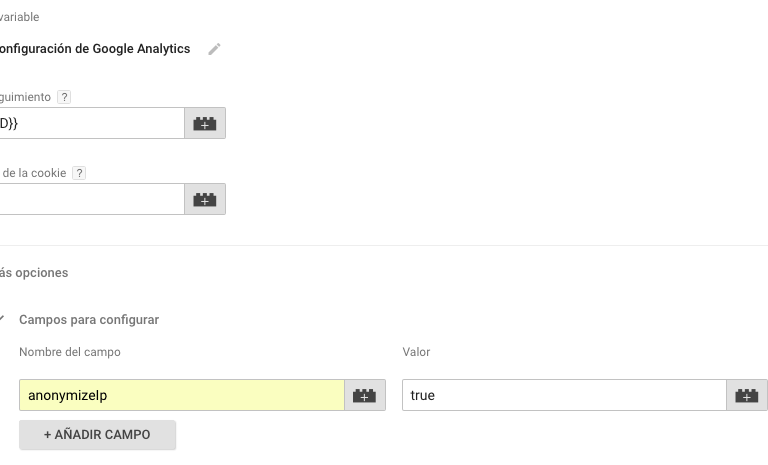 variable
onfiguración de Google Analytics
guimiento ?
D}}
de la cookie ?
ás opciones
Campos para configurar
Nombre del campo Valor
anonymizeIp true
+ AÑADIR CAMPO